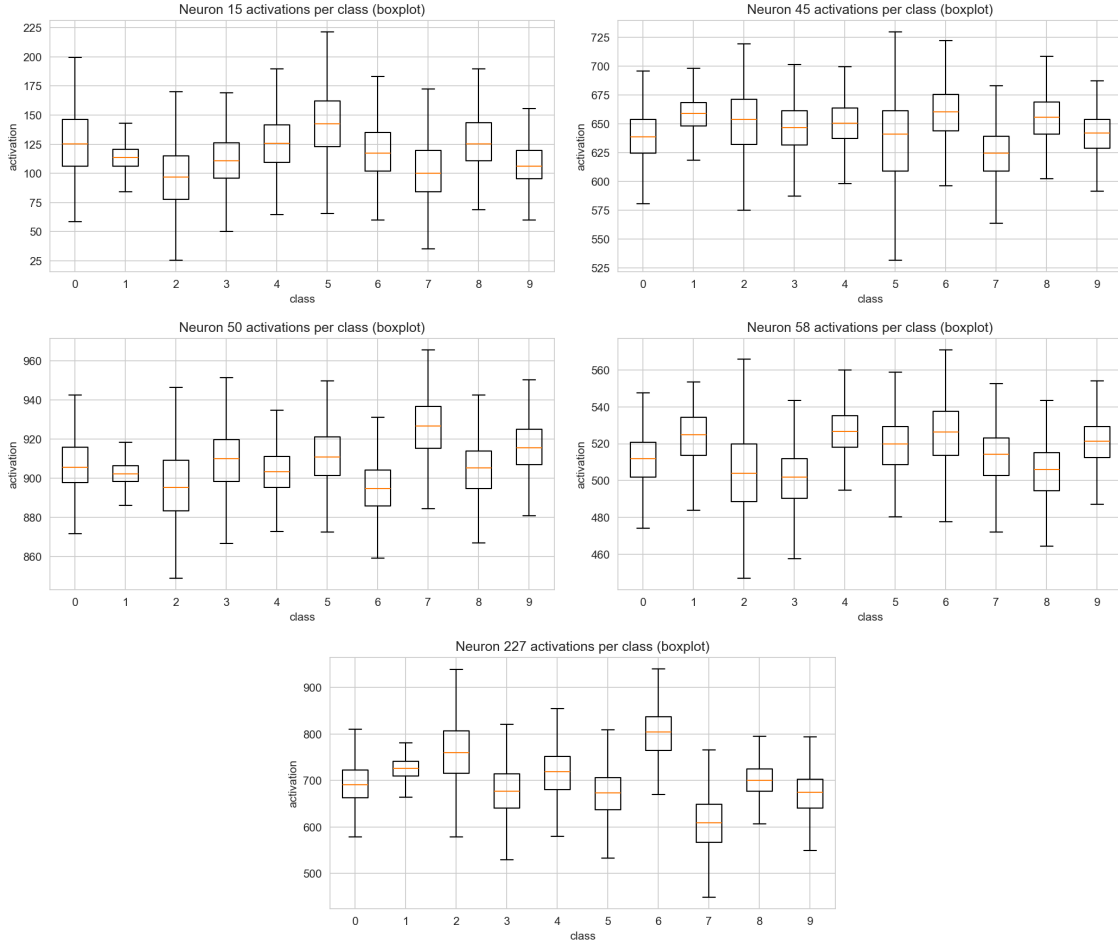 Neuron 15 activations per class (boxplot)
225
200
175
150
125
100
75
50
25
activation
0 1 2 3 4 5 6 7 8 9
class
Neuron 45 activations per class (boxplot)
725
700
675
650
625
600
575
550
525
activation
0 1 2 3 4 5 6 7 8 9
class
Neuron 50 activations per class (boxplot)
960
940
920
900
880
860
activation
0 1 2 3 4 5 6 7 8 9
class
Neuron 58 activations per class (boxplot)
560
540
520
500
480
460
activation
0 1 2 3 4 5 6 7 8 9
class
Neuron 227 activations per class (boxplot)
900
800
700
600
500
activation
0 1 2 3 4 5 6 7 8 9
class